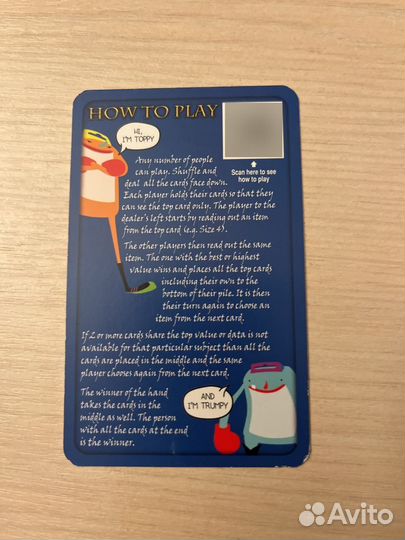 HOW TO PLAY
HI,
I'M TOPPY
Scan here to see
how to play
Any number of people
can play. Shuffle and
deal all the cards face down.
Each player holds their cards so that they
can see the top card only. The player to the
dealer's left starts by reading out an item
from the top card (e.g. Size 4).
The other players then read out the same
item. The one with the best or highest
value wins and places all the top cards
including their own to the
bottom of their pile. It is then
their turn again to choose an
item from the next card.
If 2 or more cards share the top value or data is not
available for that particular subject than all the
cards are placed in the middle and the same
player chooses again from the next card.
The winner of the hand
takes the cards in the
middle as well. The person
with all the cards at the end
is the winner.
AND
I'M TRUMPY
Avito